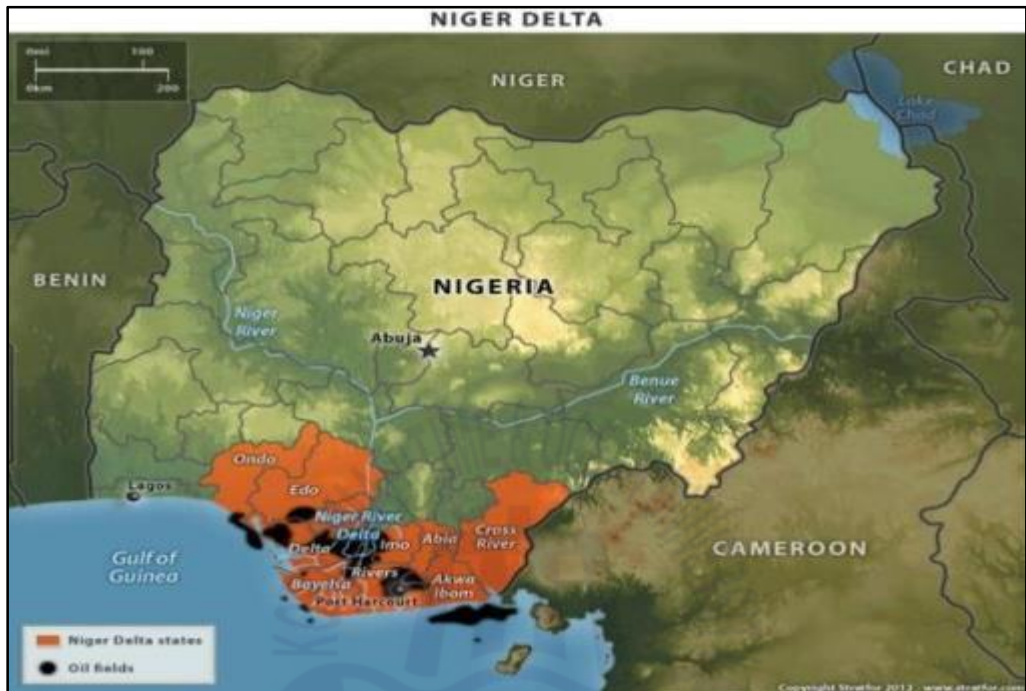 NIGER DELTA
0mi 100
0km 200
NIGER
CHAD
Lake
Chad
BENIN
NIGERIA
Niger
River
Abuja
Benue
River
Ondo
Lagos
Edo
Niger River
Delta
Delta
Imo
Abia
Cross
River
Gulf of
Guinea
Rivers
Bayelsa
Akwa
Ibom
Port Harcourt
CAMEROON
Niger Delta states
Oil fields
Copyright Stratfor 2013 - www.stratfor.com